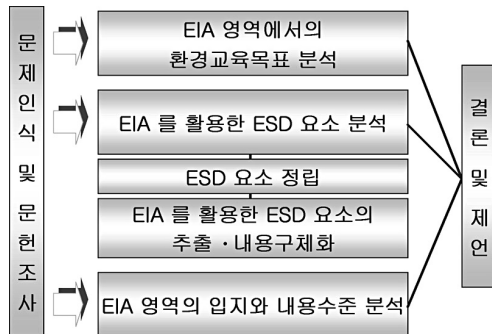 문제인식 및 문헌조사
EIA 영역에서의
환경교육목표 분석
EIA 를 활용한 ESD 요소 분석
ESD 요소 정립
EIA 를 활용한 ESD 요소의
추출・내용구체화
EIA 영역의 입지와 내용수준 분석
결론 및 제언